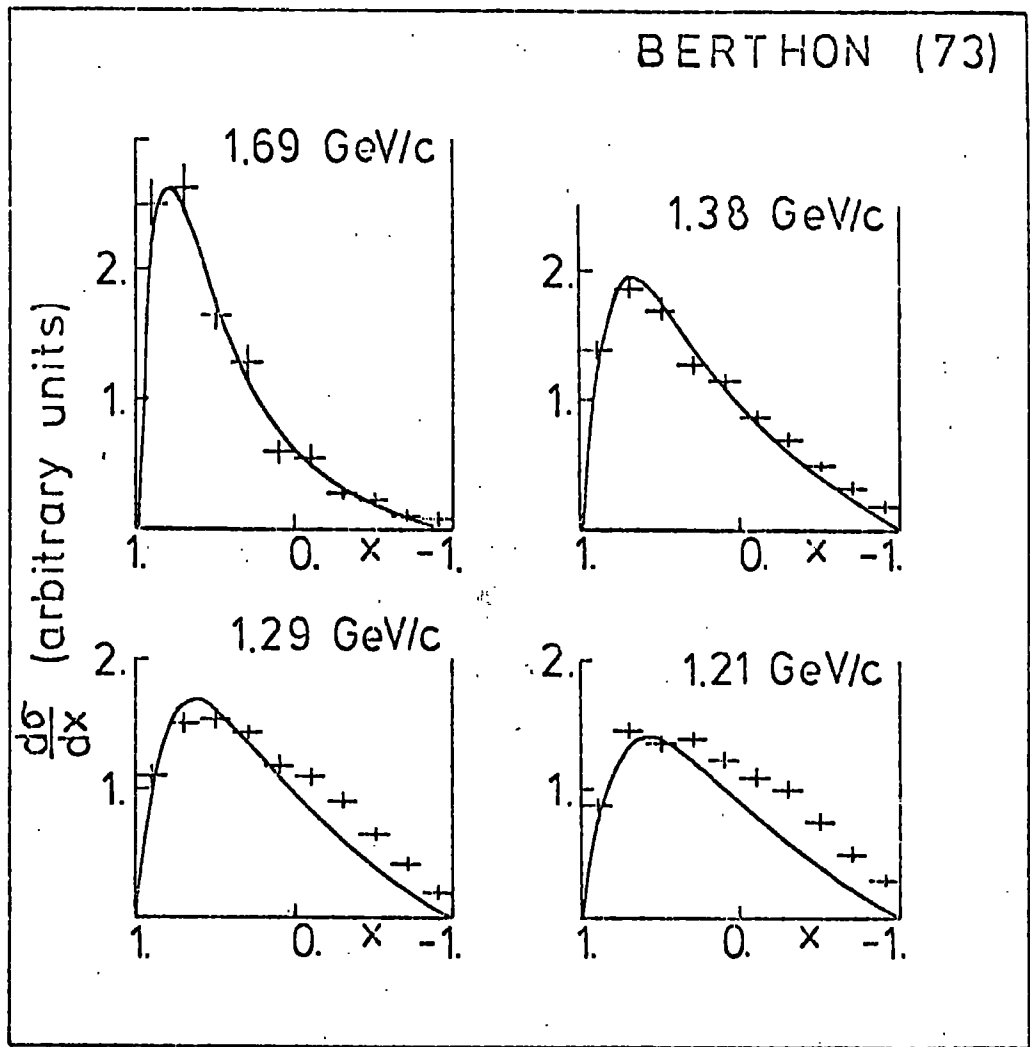 BERTHON (73)
dσ/dx (arbitrary units)
1.69 GeV/c
2.
1.
1. 0. x -1.
1.38 GeV/c
2.
1.
1. 0. x -1.
1.29 GeV/c
2.
1.
1. 0. x -1.
1.21 GeV/c
2.
1.
1. 0. x -1.